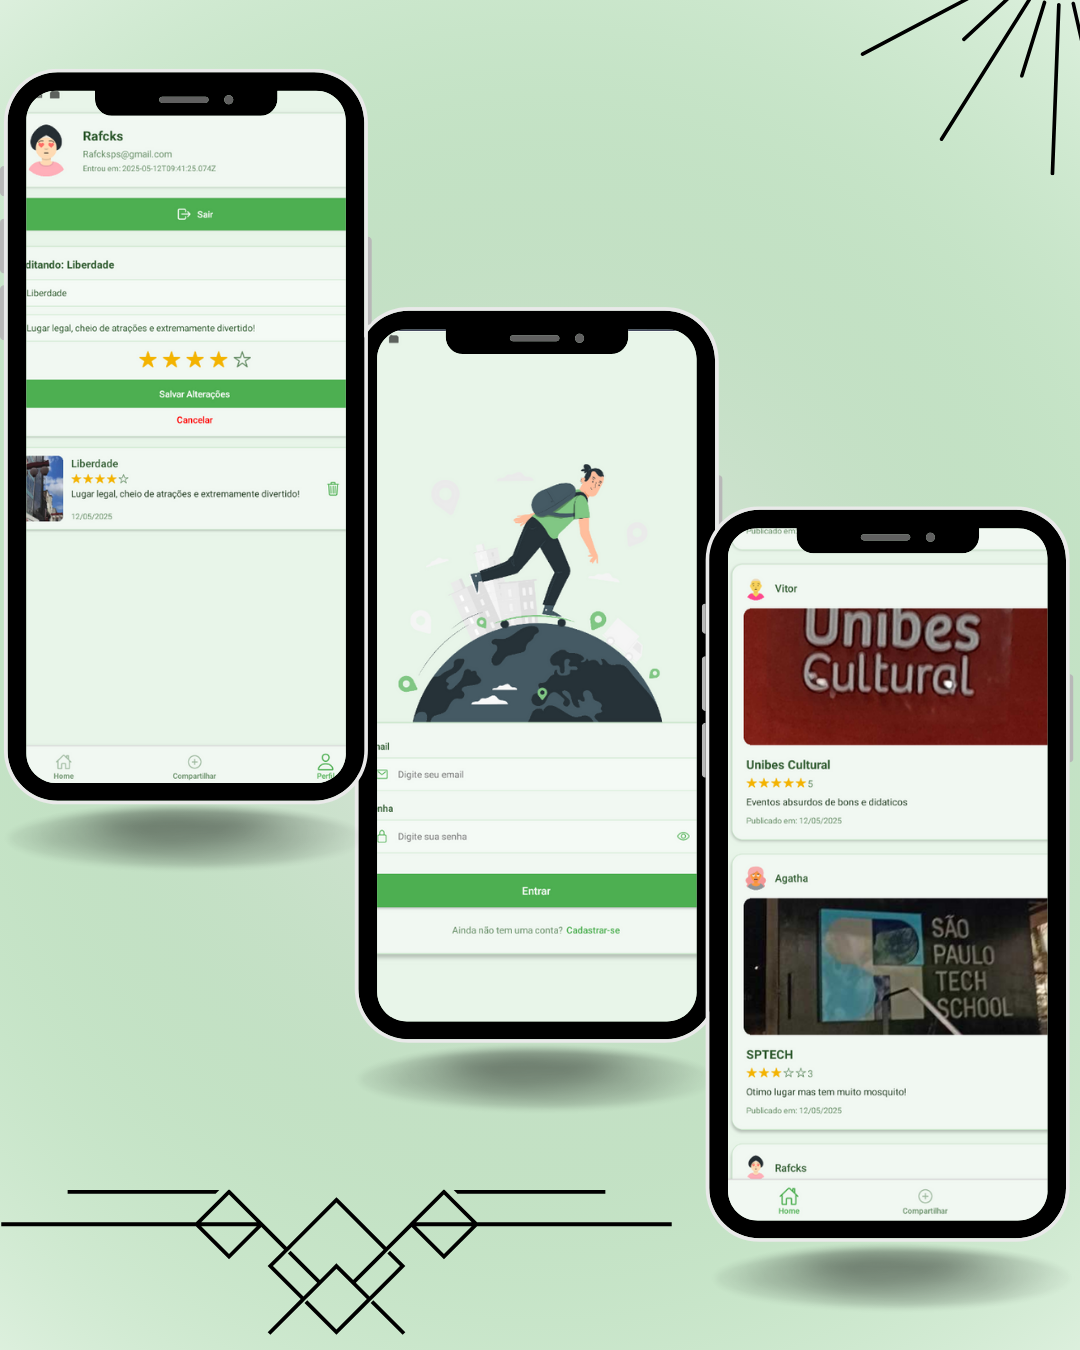 Rafcks
Rafcksps@gmail.com
Entrou em: 2025-05-12T09:41:25.074Z
Sair
ditando: Liberdade
Liberdade
Lugar legal, cheio de atrações e extremamente divertido!
Salvar Alterações
Cancelar
Liberdade
Lugar legal, cheio de atrações e extremamente divertido!
12/05/2025
Home
Compartilhar
Perfil
nail
Digite seu email
nha
Digite sua senha
Entrar
Ainda não tem uma conta? Cadastrar-se
Publicado em:
Vitor
Unibes
Cultural
Unibes Cultural
5
Eventos absurdos de bons e didaticos
Publicado em: 12/05/2025
Agatha
SÃO
PAULO
TECH
SCHOOL
SPTECH
3
Otimo lugar mas tem muito mosquito!
Publicado em: 12/05/2025
Rafcks
Home
Compartilhar